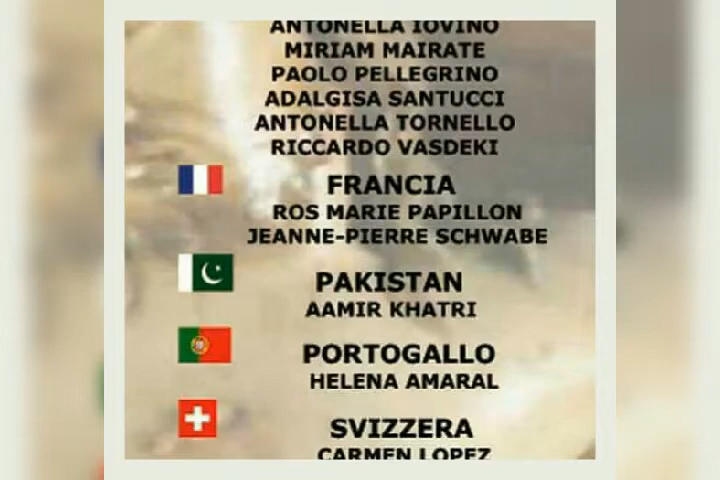 ANTONELLA IOVINO
MIRIAM MAIRATE
PAOLO PELLEGRINO
ADALGISA SANTUCCI
ANTONELLA TORNELLO
RICCARDO VASDEKI
FRANCIA
ROS MARIE PAPILLON
JEANNE-PIERRE SCHWABE
PAKISTAN
AAMIR KHATRI
PORTOGALLO
HELENA AMARAL
SVIZZERA
CARMEN LOPEZ